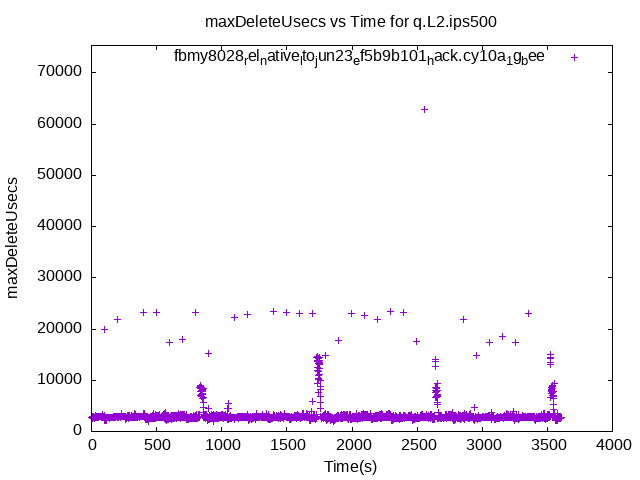 maxDeleteUsecs vs Time for q.L2.ips500
fbmy8028relnativeitojun23ef5b9b101hack.cy10a1gbee
70000
60000
50000
40000
30000
20000
10000
0
maxDeleteUsecs
0 500 1000 1500 2000 2500 3000 3500 4000
Time(s)